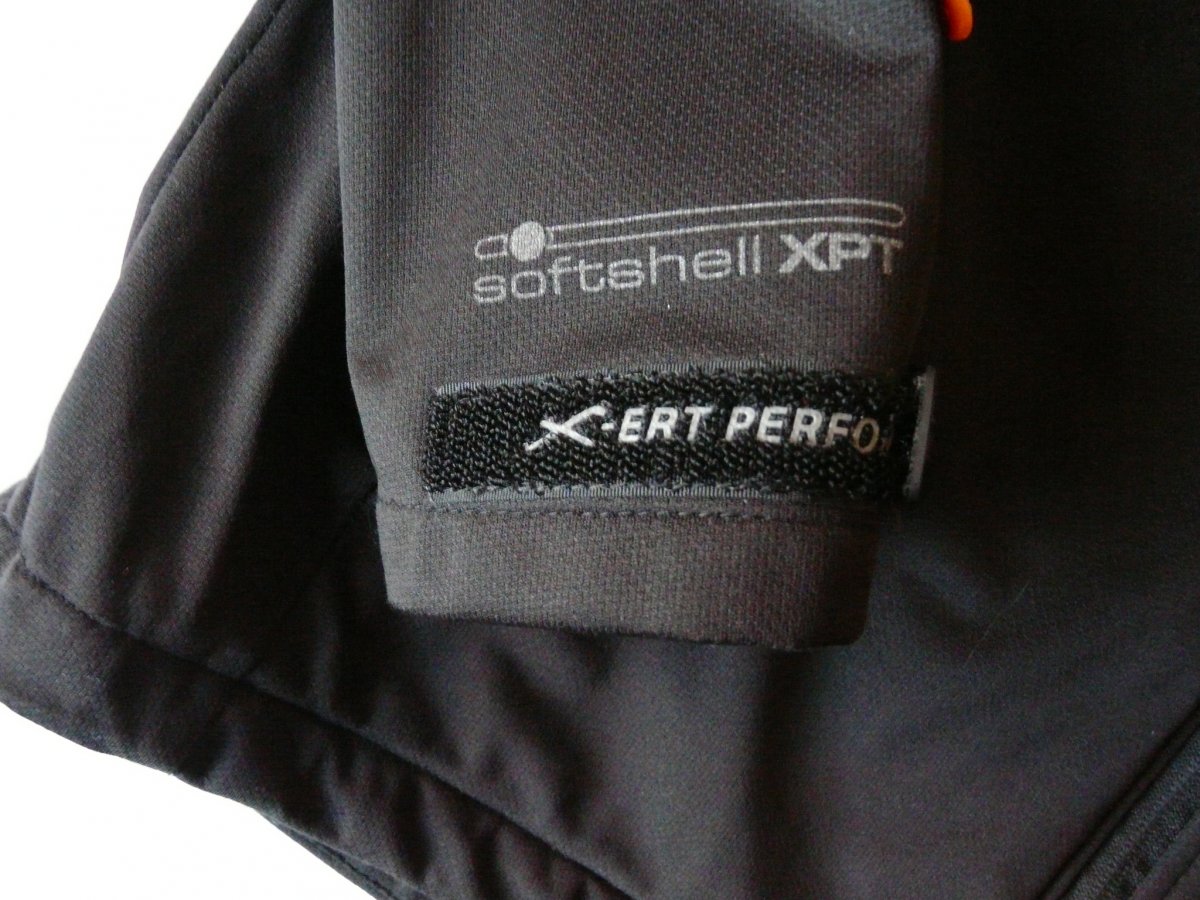 softshell XPT
X-ERT PERFO